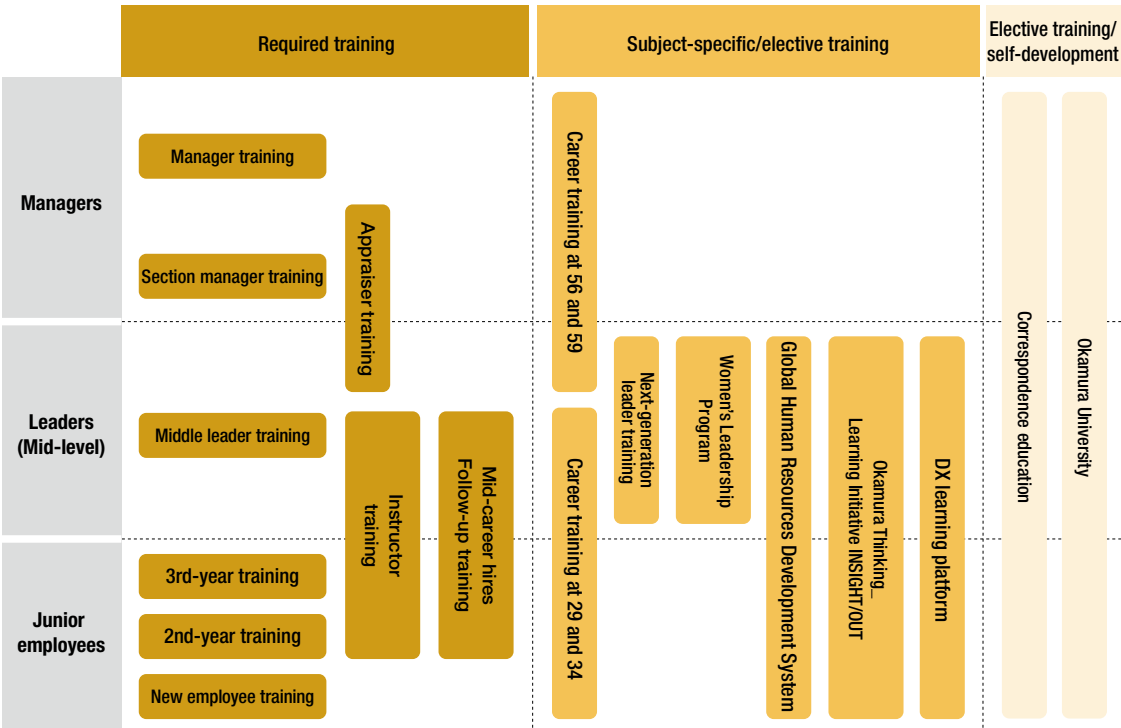 Required training
Subject-specific/elective training
Elective training/
self-development
Managers
Manager training
Section manager training
Appraiser training
Career training at 56 and 59
Correspondence education
Okamura University
Leaders
(Mid-level)
Middle leader training
Instructor
training
Mid-career hires
Follow-up training
Career training at 29 and 34
Next-generation
leader training
Women's Leadership
Program
Global Human Resources Development System
Okamura Thinking_
Learning Initiative INSIGHT/OUT
DX learning platform
Junior
employees
3rd-year training
2nd-year training
New employee training